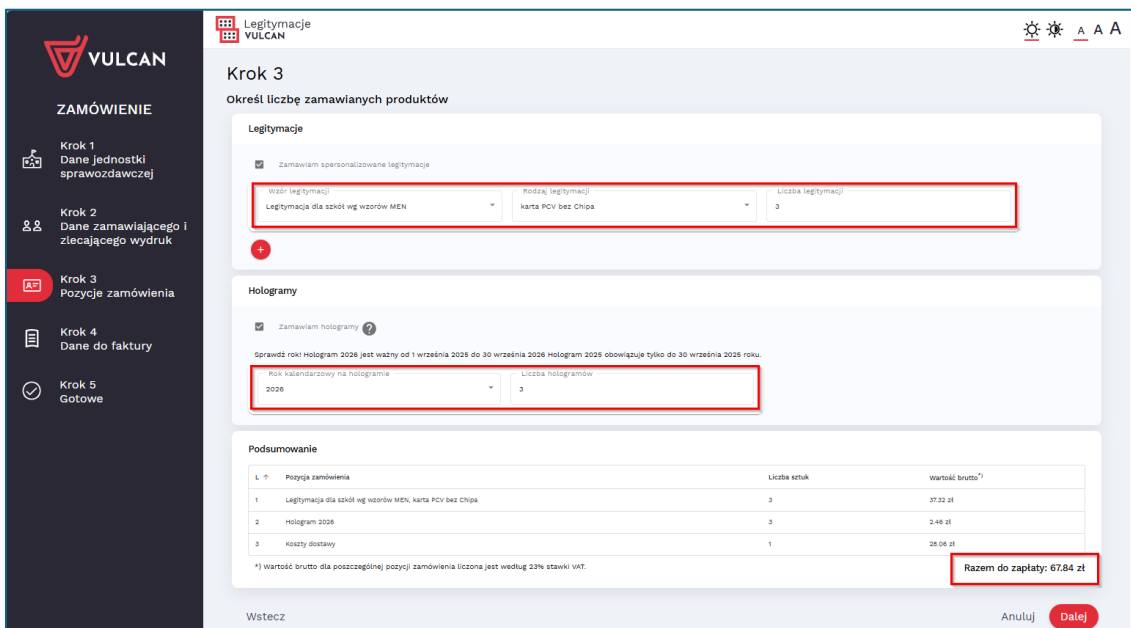 VULCAN
ZAMÓWIENIE
Krok 1
Dane jednostki
sprawozdawczej
Krok 2
Dane zamawiającego i
zlecającego wydruk
Krok 3
Pozycje zamówienia
Krok 4
Dane do faktury
Krok 5
Gotowe
Legitymacje
VULCAN
A A A
Krok 3
Określ liczbę zamawianych produktów
Legitymacje
Zamawiam spersonalizowane legitymacje
Wzór legitymacji Rodzaj legitymacji Liczba legitymacji
Legitymacja dla szkół wg wzorów MEN karta PCV bez Chipa 3
+
Hologramy
Zamawiam hologramy ?
Sprawdź rok! Hologram 2026 jest ważny od 1 września 2025 do 30 września 2026 Hologram 2025 obowiązuje tylko do 30 września 2025 roku.
Rok kalendarzowy na hologramie Liczba hologramów
2026 3
Podsumowanie
L ↑ Pozycja zamówienia Liczba sztuk Wartość brutto*)
1 Legitymacja dla szkół wg wzorów MEN, karta PCV bez Chipa 3 37.32 zł
2 Hologram 2026 3 2.46 zł
3 Koszty dostawy 1 28.06 zł
*) Wartość brutto dla poszczególnej pozycji zamówienia liczona jest według 23% stawki VAT.
Razem do zapłaty: 67.84 zł
Wstecz Anuluj Dalej